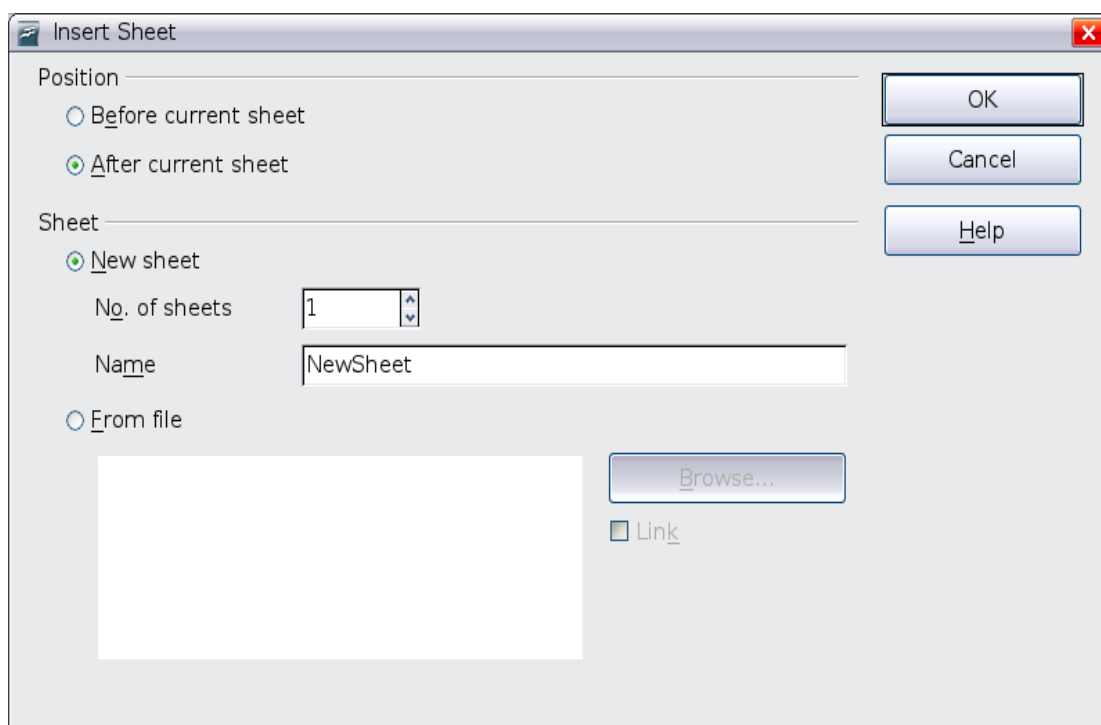 Insert Sheet
Position
Before current sheet
After current sheet
OK
Cancel
Help
Sheet
New sheet
No. of sheets
1
Name
NewSheet
From file
Browse...
Link